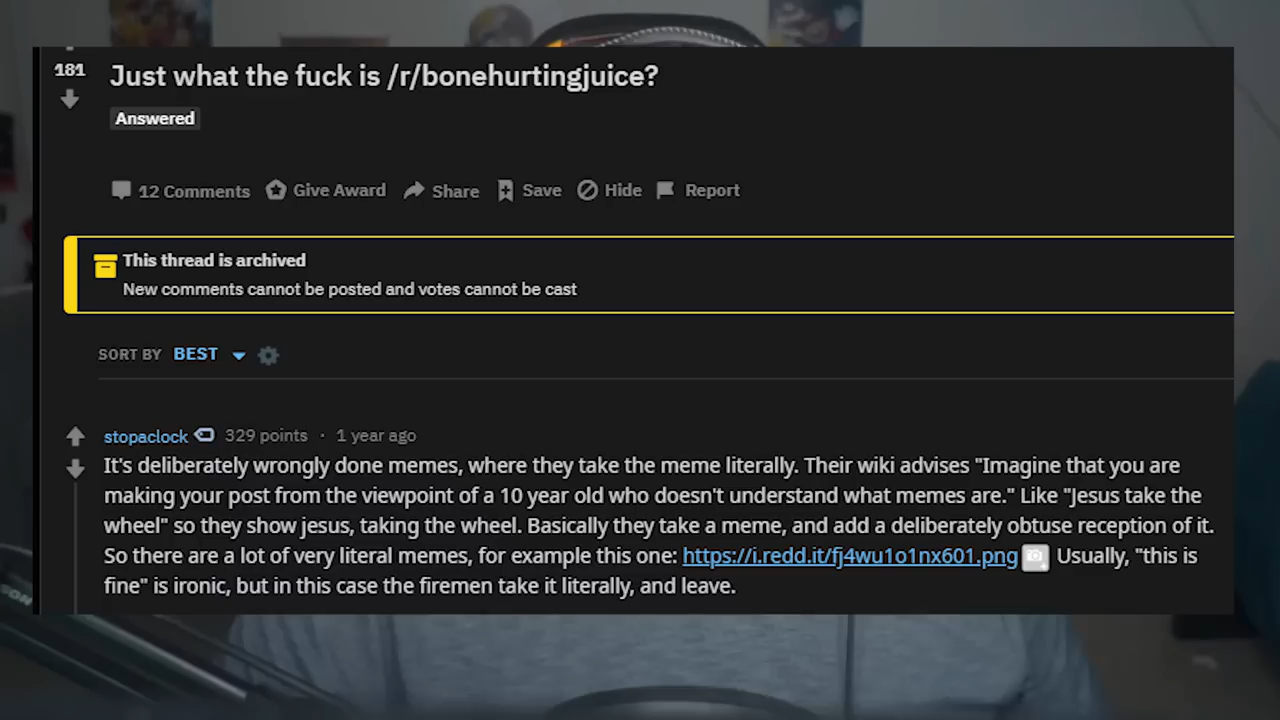 181
Just what the fuck is /r/bonehurtingjuice?
Answered
12 Comments Give Award Share Save Hide Report
This thread is archived
New comments cannot be posted and votes cannot be cast
SORT BY BEST
stopaclock 329 points · 1 year ago
It's deliberately wrongly done memes, where they take the meme literally. Their wiki advises "Imagine that you are
making your post from the viewpoint of a 10 year old who doesn't understand what memes are." Like "Jesus take the
wheel" so they show jesus, taking the wheel. Basically they take a meme, and add a deliberately obtuse reception of it.
So there are a lot of very literal memes, for example this one: https://i.redd.it/fj4wu1o1nx601.png Usually, "this is
fine" is ironic, but in this case the firemen take it literally, and leave.